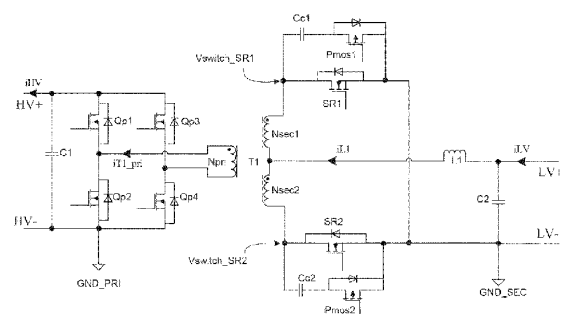 Cc1
Pmos1
Vswitch_SR1
SR1
iHV
HV+
Qp1
Qp3
Nsec1
C1
iT1_pri
Npri
T1
iL1
L1
iLV
LV+
Qp2
Qp4
Nsec2
C2
HV-
SR2
LV-
Vswitch_SR2
GND_PRI
Cc2
GND_SEC
Pmos2